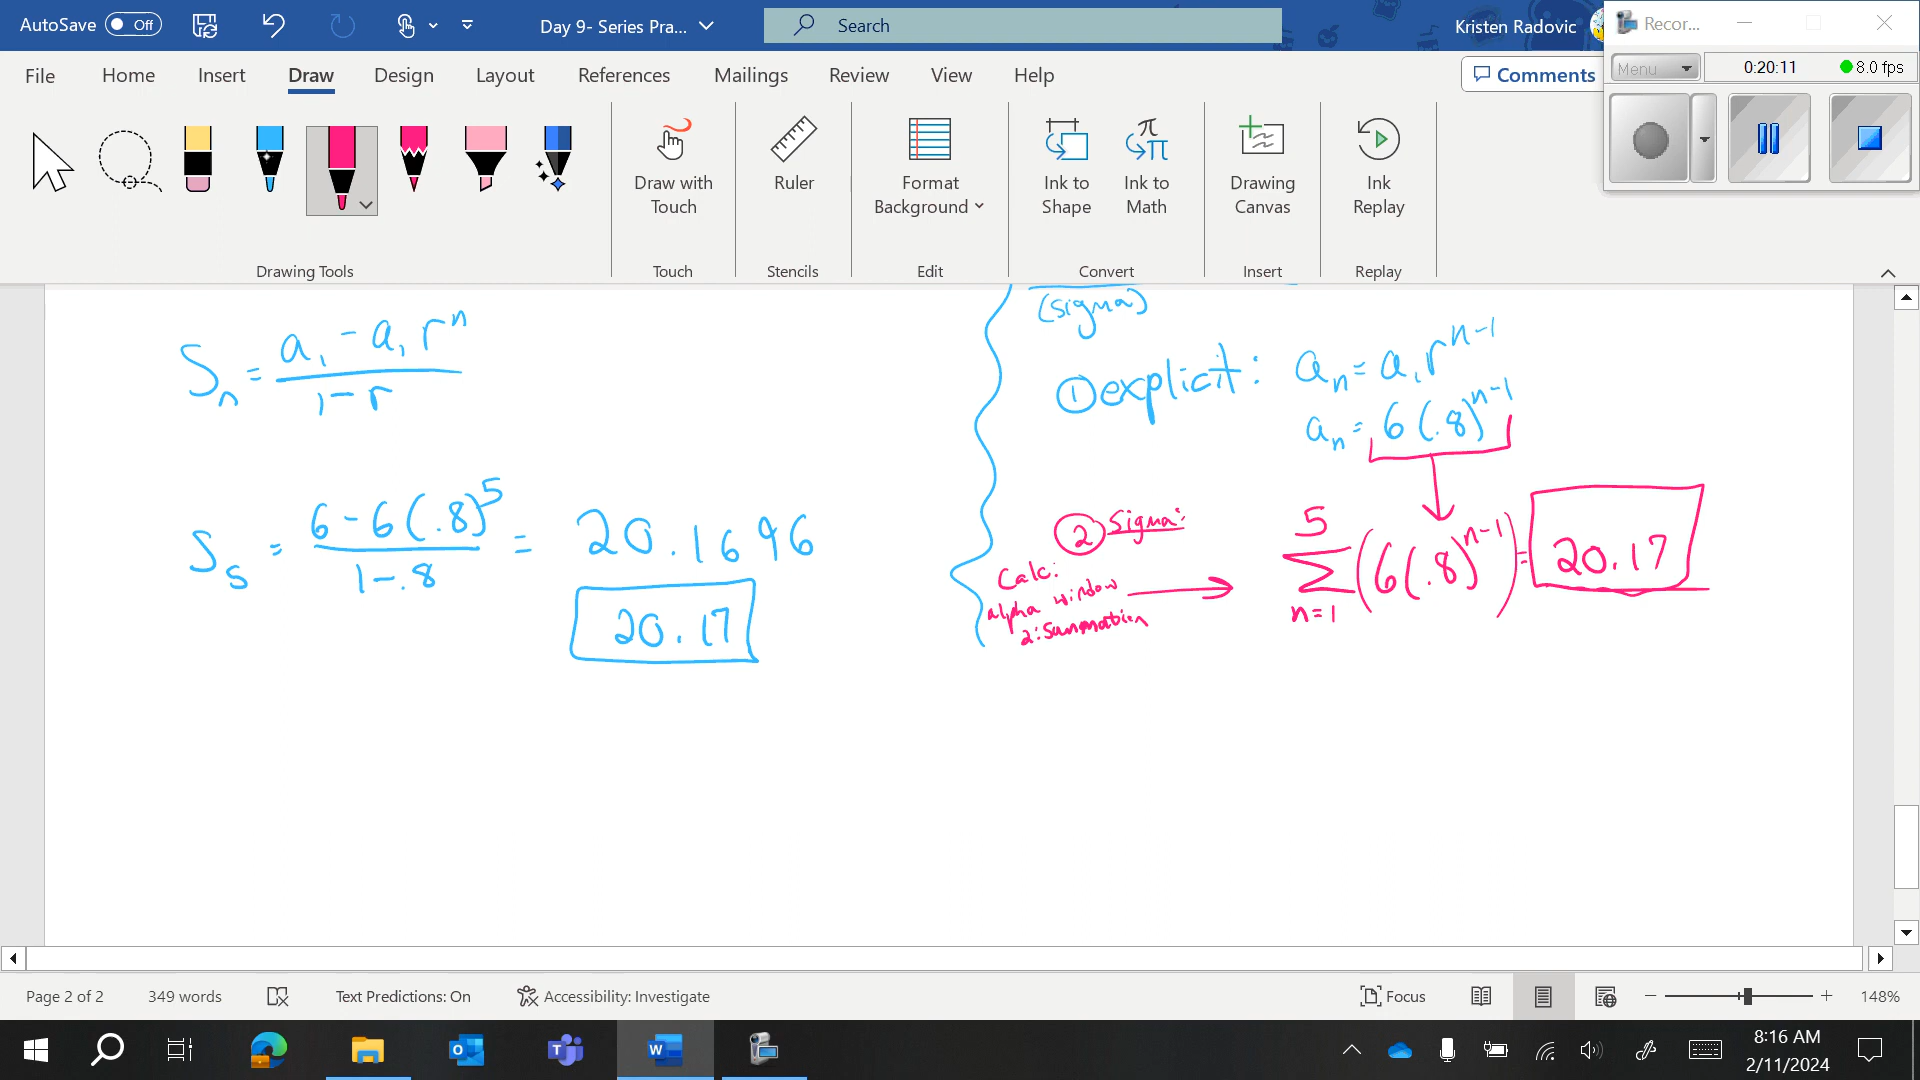 AutoSave Off
Day 9- Series Pra...
Search
Kristen Radovic
Recor...
Menu
0:20:11
8.0 fps
File Home Insert Draw Design Layout References Mailings Review View Help
Comments
Draw with Touch
Ruler
Format Background
Ink to Shape
Ink to Math
Drawing Canvas
Ink Replay
Drawing Tools
Touch
Stencils
Edit
Convert
Insert
Replay
Sₙ = (a₁ - a₁rⁿ) / (1 - r)
S₅ = (6 - 6(.8)⁵) / (1 - .8) = 20.1696
20.17
(sigma)
① explicit: aₙ = a₁rⁿ⁻¹
aₙ = 6(.8)ⁿ⁻¹
② Sigma:
Calc:
alpha window
2: Summation
5
∑ (6(.8)ⁿ⁻¹) = 20.17
n=1
Page 2 of 2
349 words
Text Predictions: On
Accessibility: Investigate
Focus
148%
8:16 AM
2/11/2024